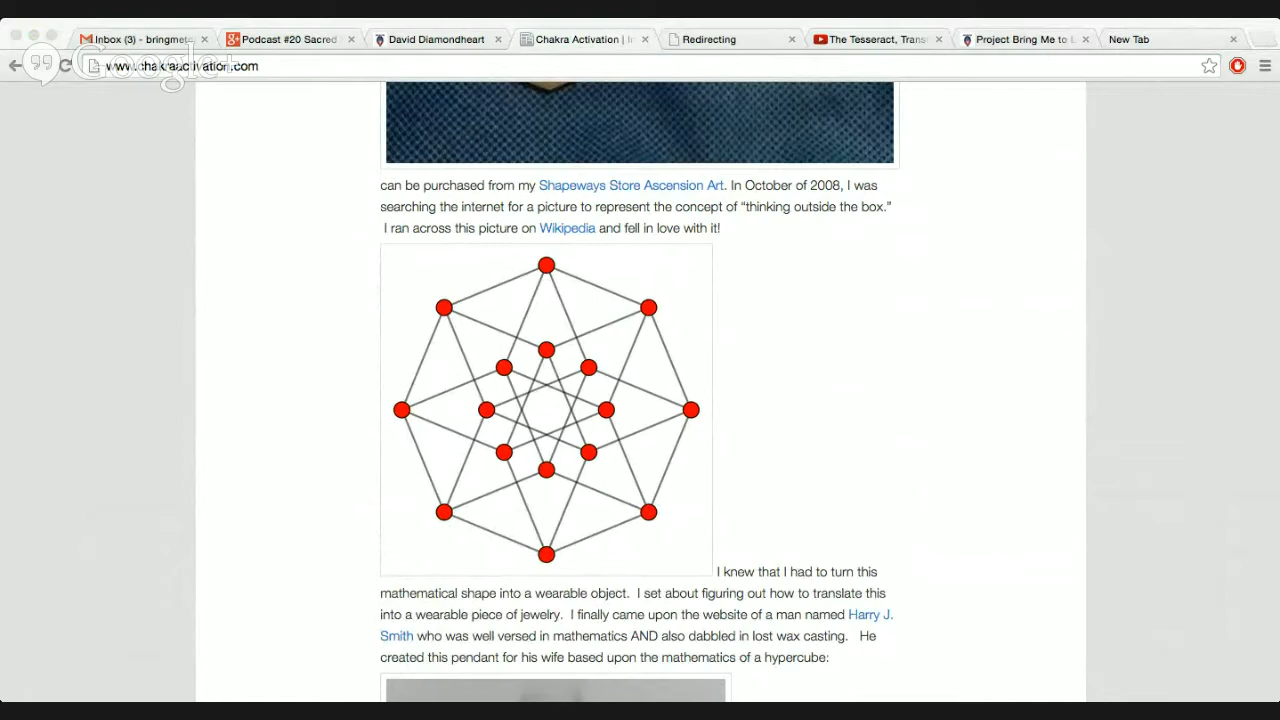 Inbox (3) - bringmete
Podcast #20 Sacred
David Diamondheart
Chakra Activation | In
Redirecting
The Tesseract, Trans
Project Bring Me to L
New Tab
Google+
www.chakraactivation.com
can be purchased from my Shapeways Store Ascension Art. In October of 2008, I was
searching the internet for a picture to represent the concept of “thinking outside the box.”
I ran across this picture on Wikipedia and fell in love with it!
I knew that I had to turn this
mathematical shape into a wearable object. I set about figuring out how to translate this
into a wearable piece of jewelry. I finally came upon the website of a man named Harry J.
Smith who was well versed in mathematics AND also dabbled in lost wax casting. He
created this pendant for his wife based upon the mathematics of a hypercube: